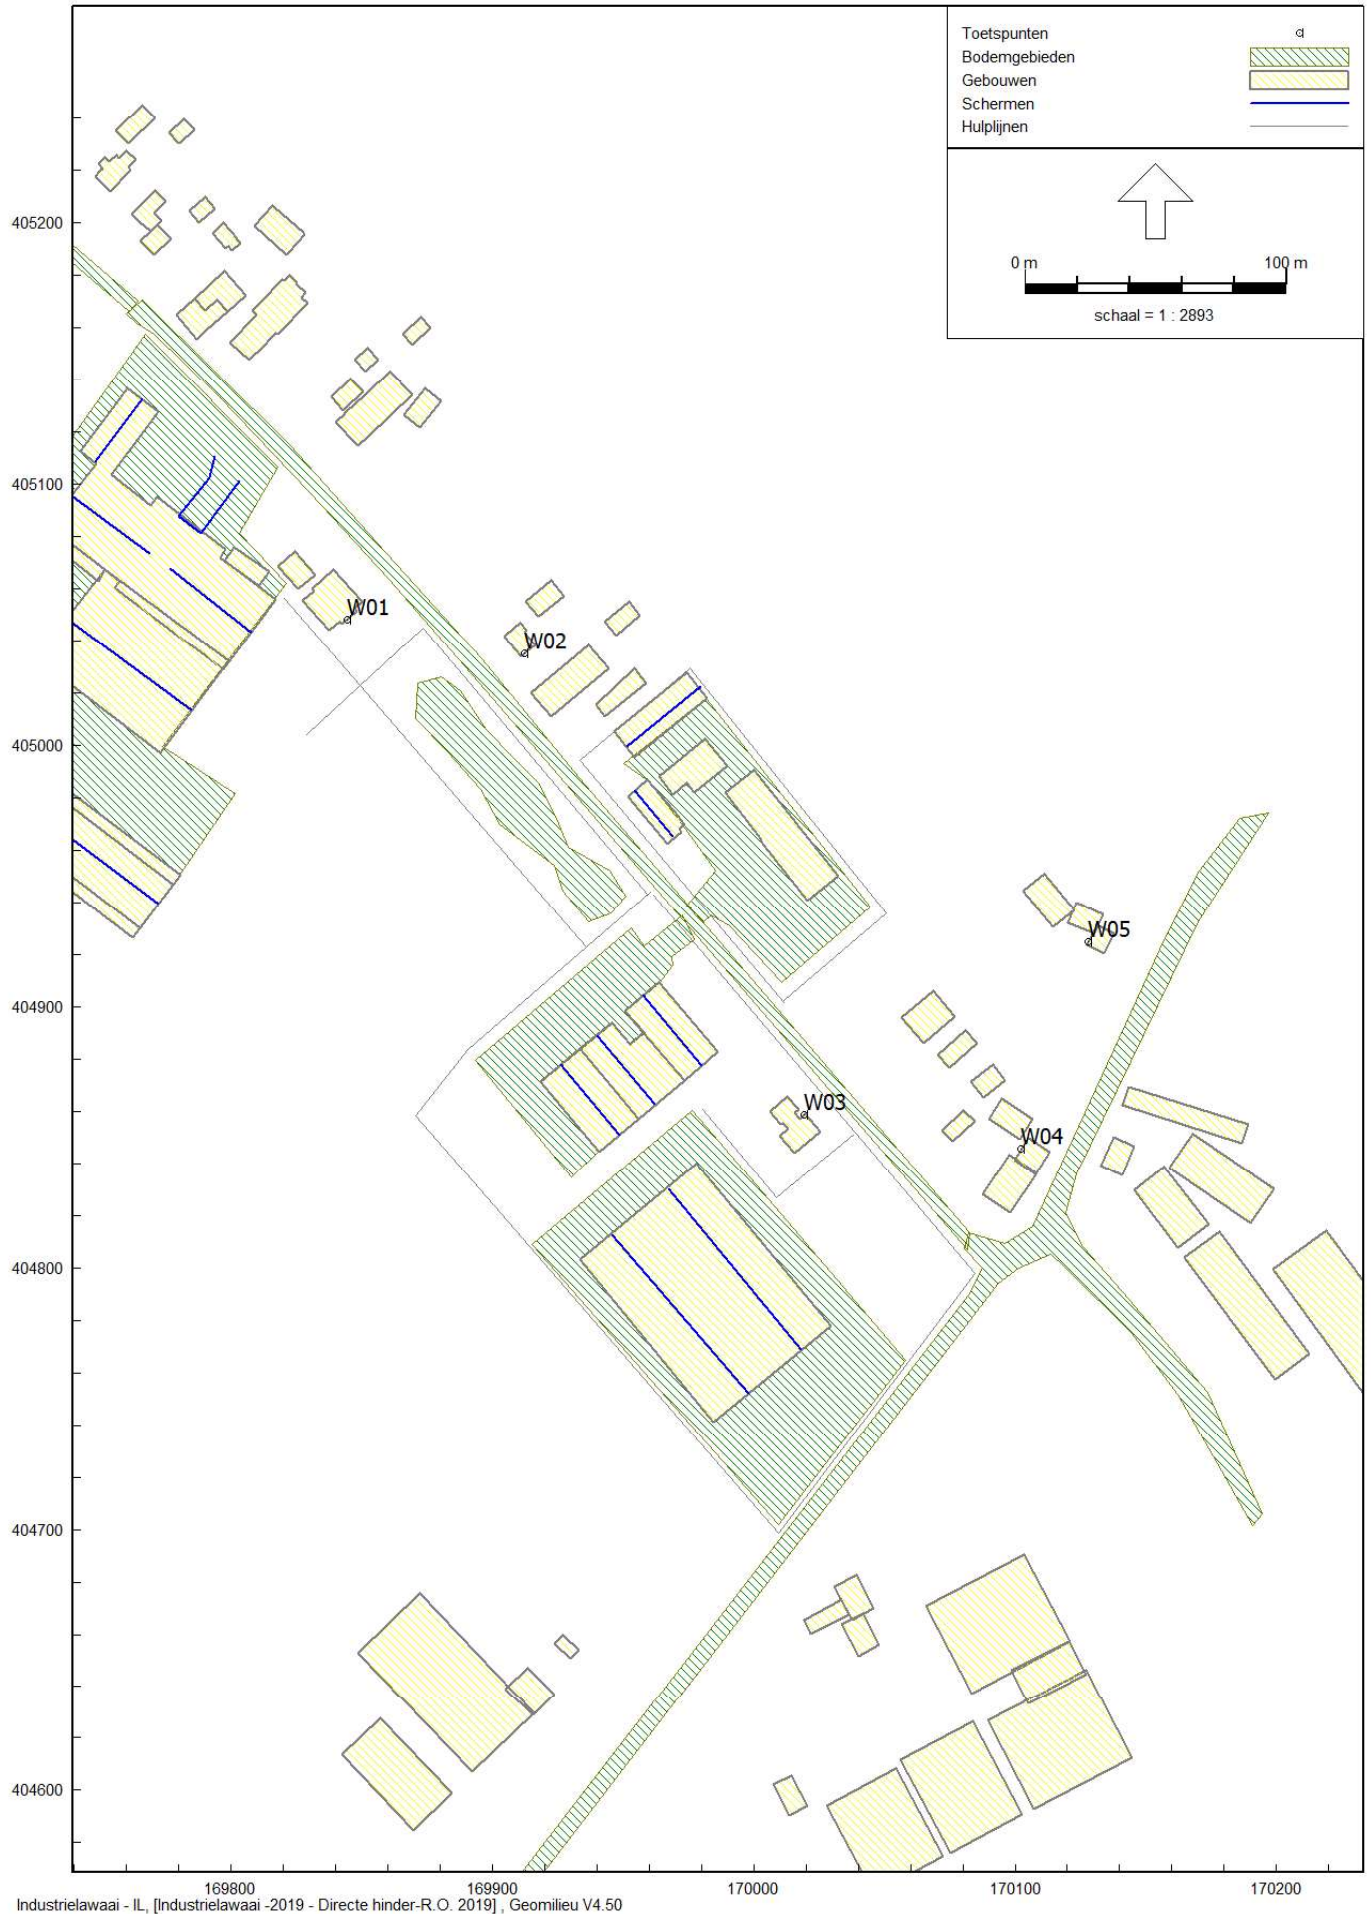 Toetspunten
Bodemgebieden
Gebouwen
Schermen
Hulplijnen
0 m 100 m
schaal = 1 : 2893
405200
405100
W01
W02
405000
W05
404900
W03
W04
404800
404700
404600
169800 169900 170000 170100 170200
Industrielawaai - IL, [Industrielawaai -2019 - Directe hinder-R.O. 2019] , Geomilieu V4.50